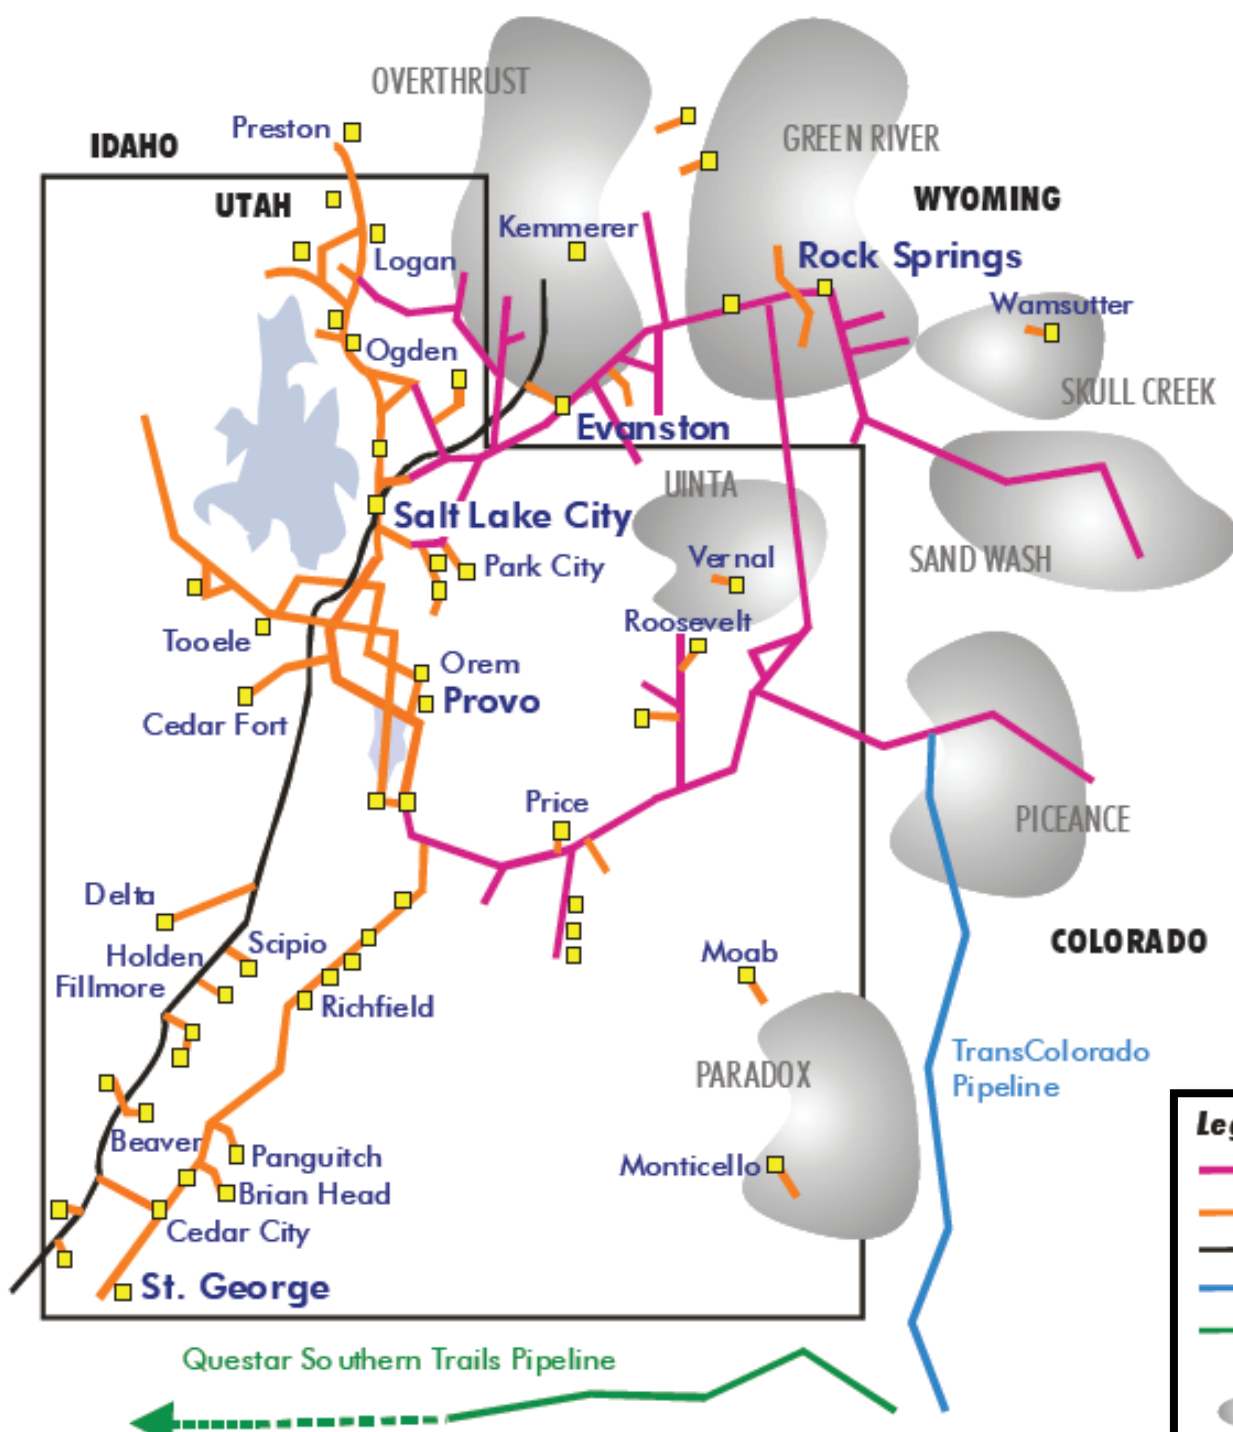 OVERTHRUST
Preston
IDAHO
GREEN RIVER
UTAH
WYOMING
Kemmerer
Logan
Rock Springs
Wamsutter
Ogden
SKULL CREEK
Evanston
UINTA
Salt Lake City
SAND WASH
Vernal
Park City
Roosevelt
Tooele
Orem
Provo
Cedar Fort
Price
PICEANCE
Delta
Scipio
Holden
COLORADO
Moab
Fillmore
Richfield
TransColorado
Pipeline
PARADOX
Beaver
Panguitch
Monticello
Brian Head
Cedar City
St. George
Questar Southern Trails Pipeline